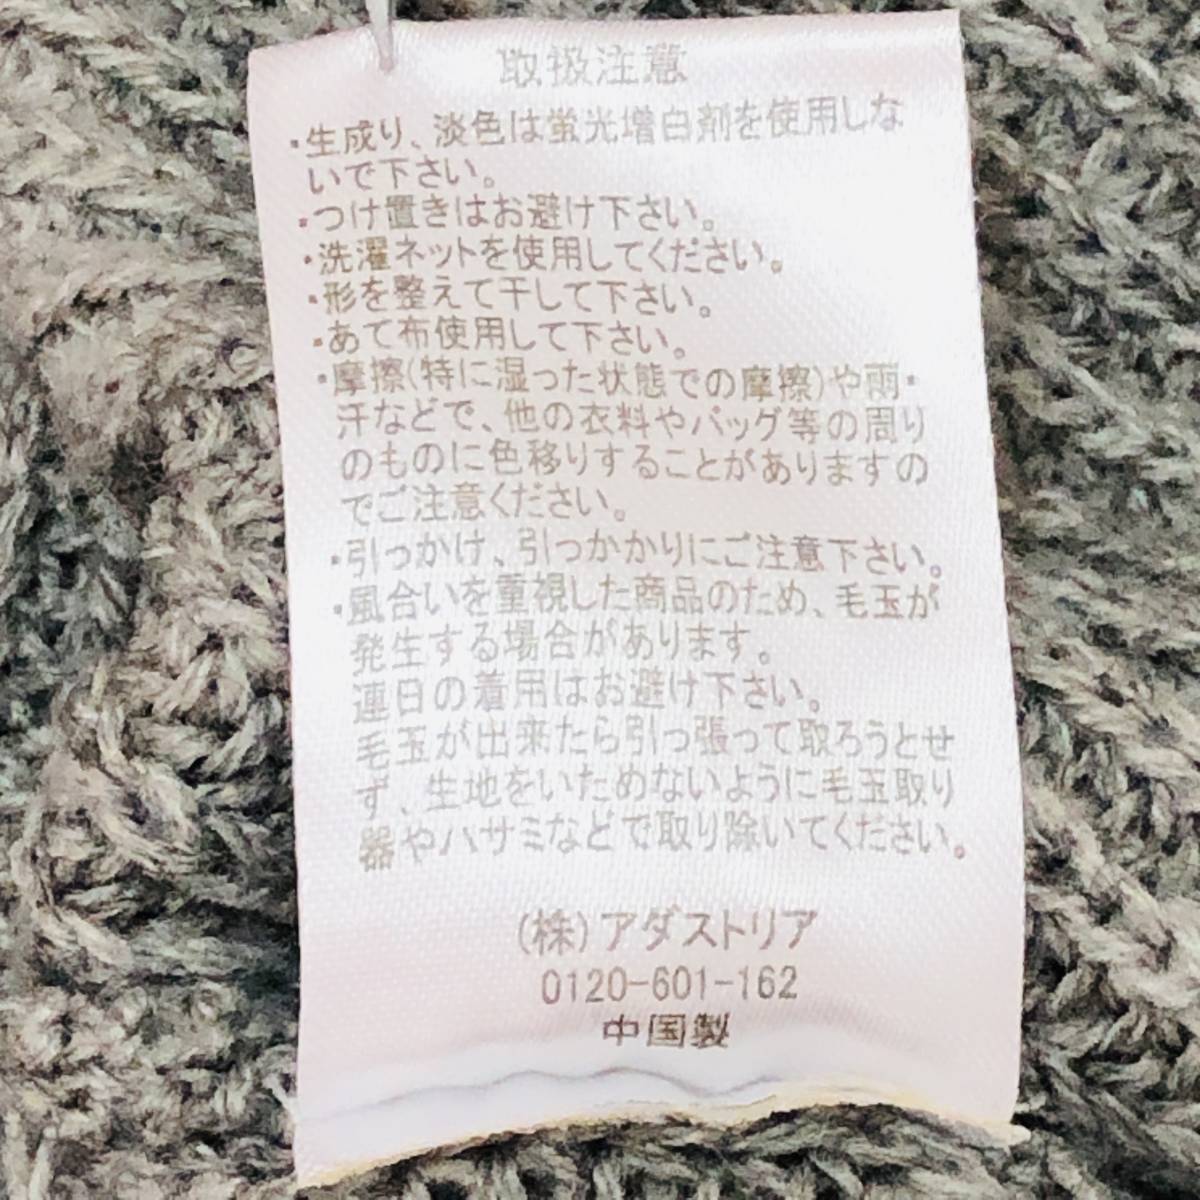 取扱注意
・生成り、淡色は蛍光増白剤を使用しな
いで下さい。
・つけ置きはお避け下さい。
・洗濯ネットを使用してください。
・形を整えて干して下さい。
・あて布使用して下さい。
・摩擦(特に湿った状態での摩擦)や雨・
汗などで、他の衣料やバッグ等の周り
のものに色移りすることがありますの
でご注意ください。
・引っかけ、引っかかりにご注意下さい。
・風合いを重視した商品のため、毛玉が
発生する場合があります。
連日の着用はお避け下さい。
毛玉が出来たら引っ張って取ろうとせ
ず、生地をいためないように毛玉取り
器やハサミなどで取り除いてください。
(株)アダストリア
0120-601-162
中国製